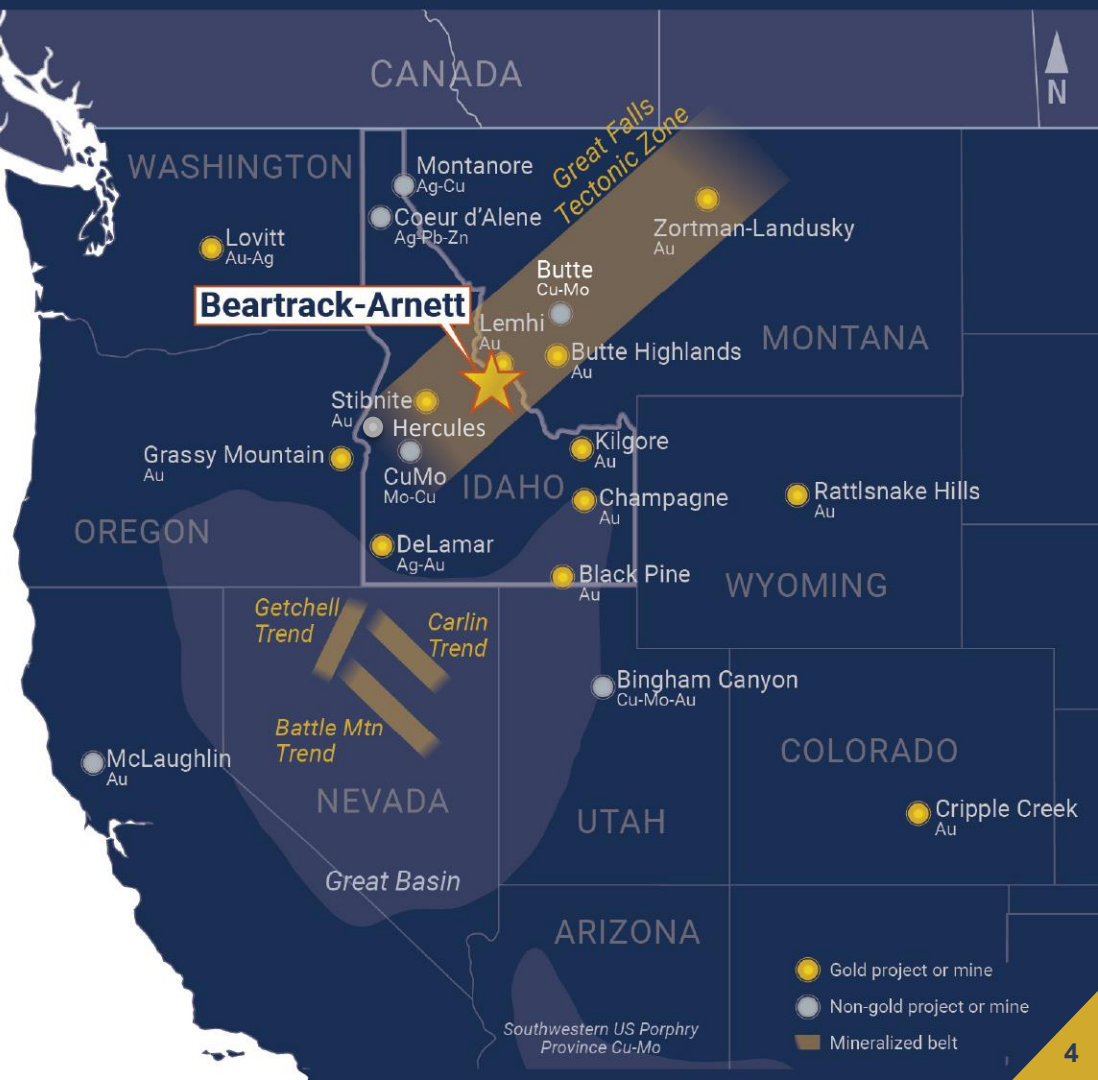 CANADA
N
Great Falls
Tectonic Zone
WASHINGTON
Montanore
Ag-Cu
Coeur d'Alene
Ag-Pb-Zn
Zortman-Landusky
Au
Lovitt
Au-Ag
Butte
Cu-Mo
Beartrack-Arnett
Lemhi
Au
MONTANA
Butte Highlands
Au
Stibnite
Au
Hercules
Grassy Mountain
Au
Kilgore
Au
CuMo
Mo-Cu
IDAHO
Champagne
Au
Rattlsnake Hills
Au
OREGON
DeLamar
Ag-Au
Black Pine
Au
WYOMING
Getchell
Trend
Carlin
Trend
Bingham Canyon
Cu-Mo-Au
Battle Mtn
Trend
McLaughlin
Au
COLORADO
NEVADA
UTAH
Cripple Creek
Au
Great Basin
ARIZONA
Gold project or mine
Non-gold project or mine
Mineralized belt
Southwestern US Porphry
Province Cu-Mo
4